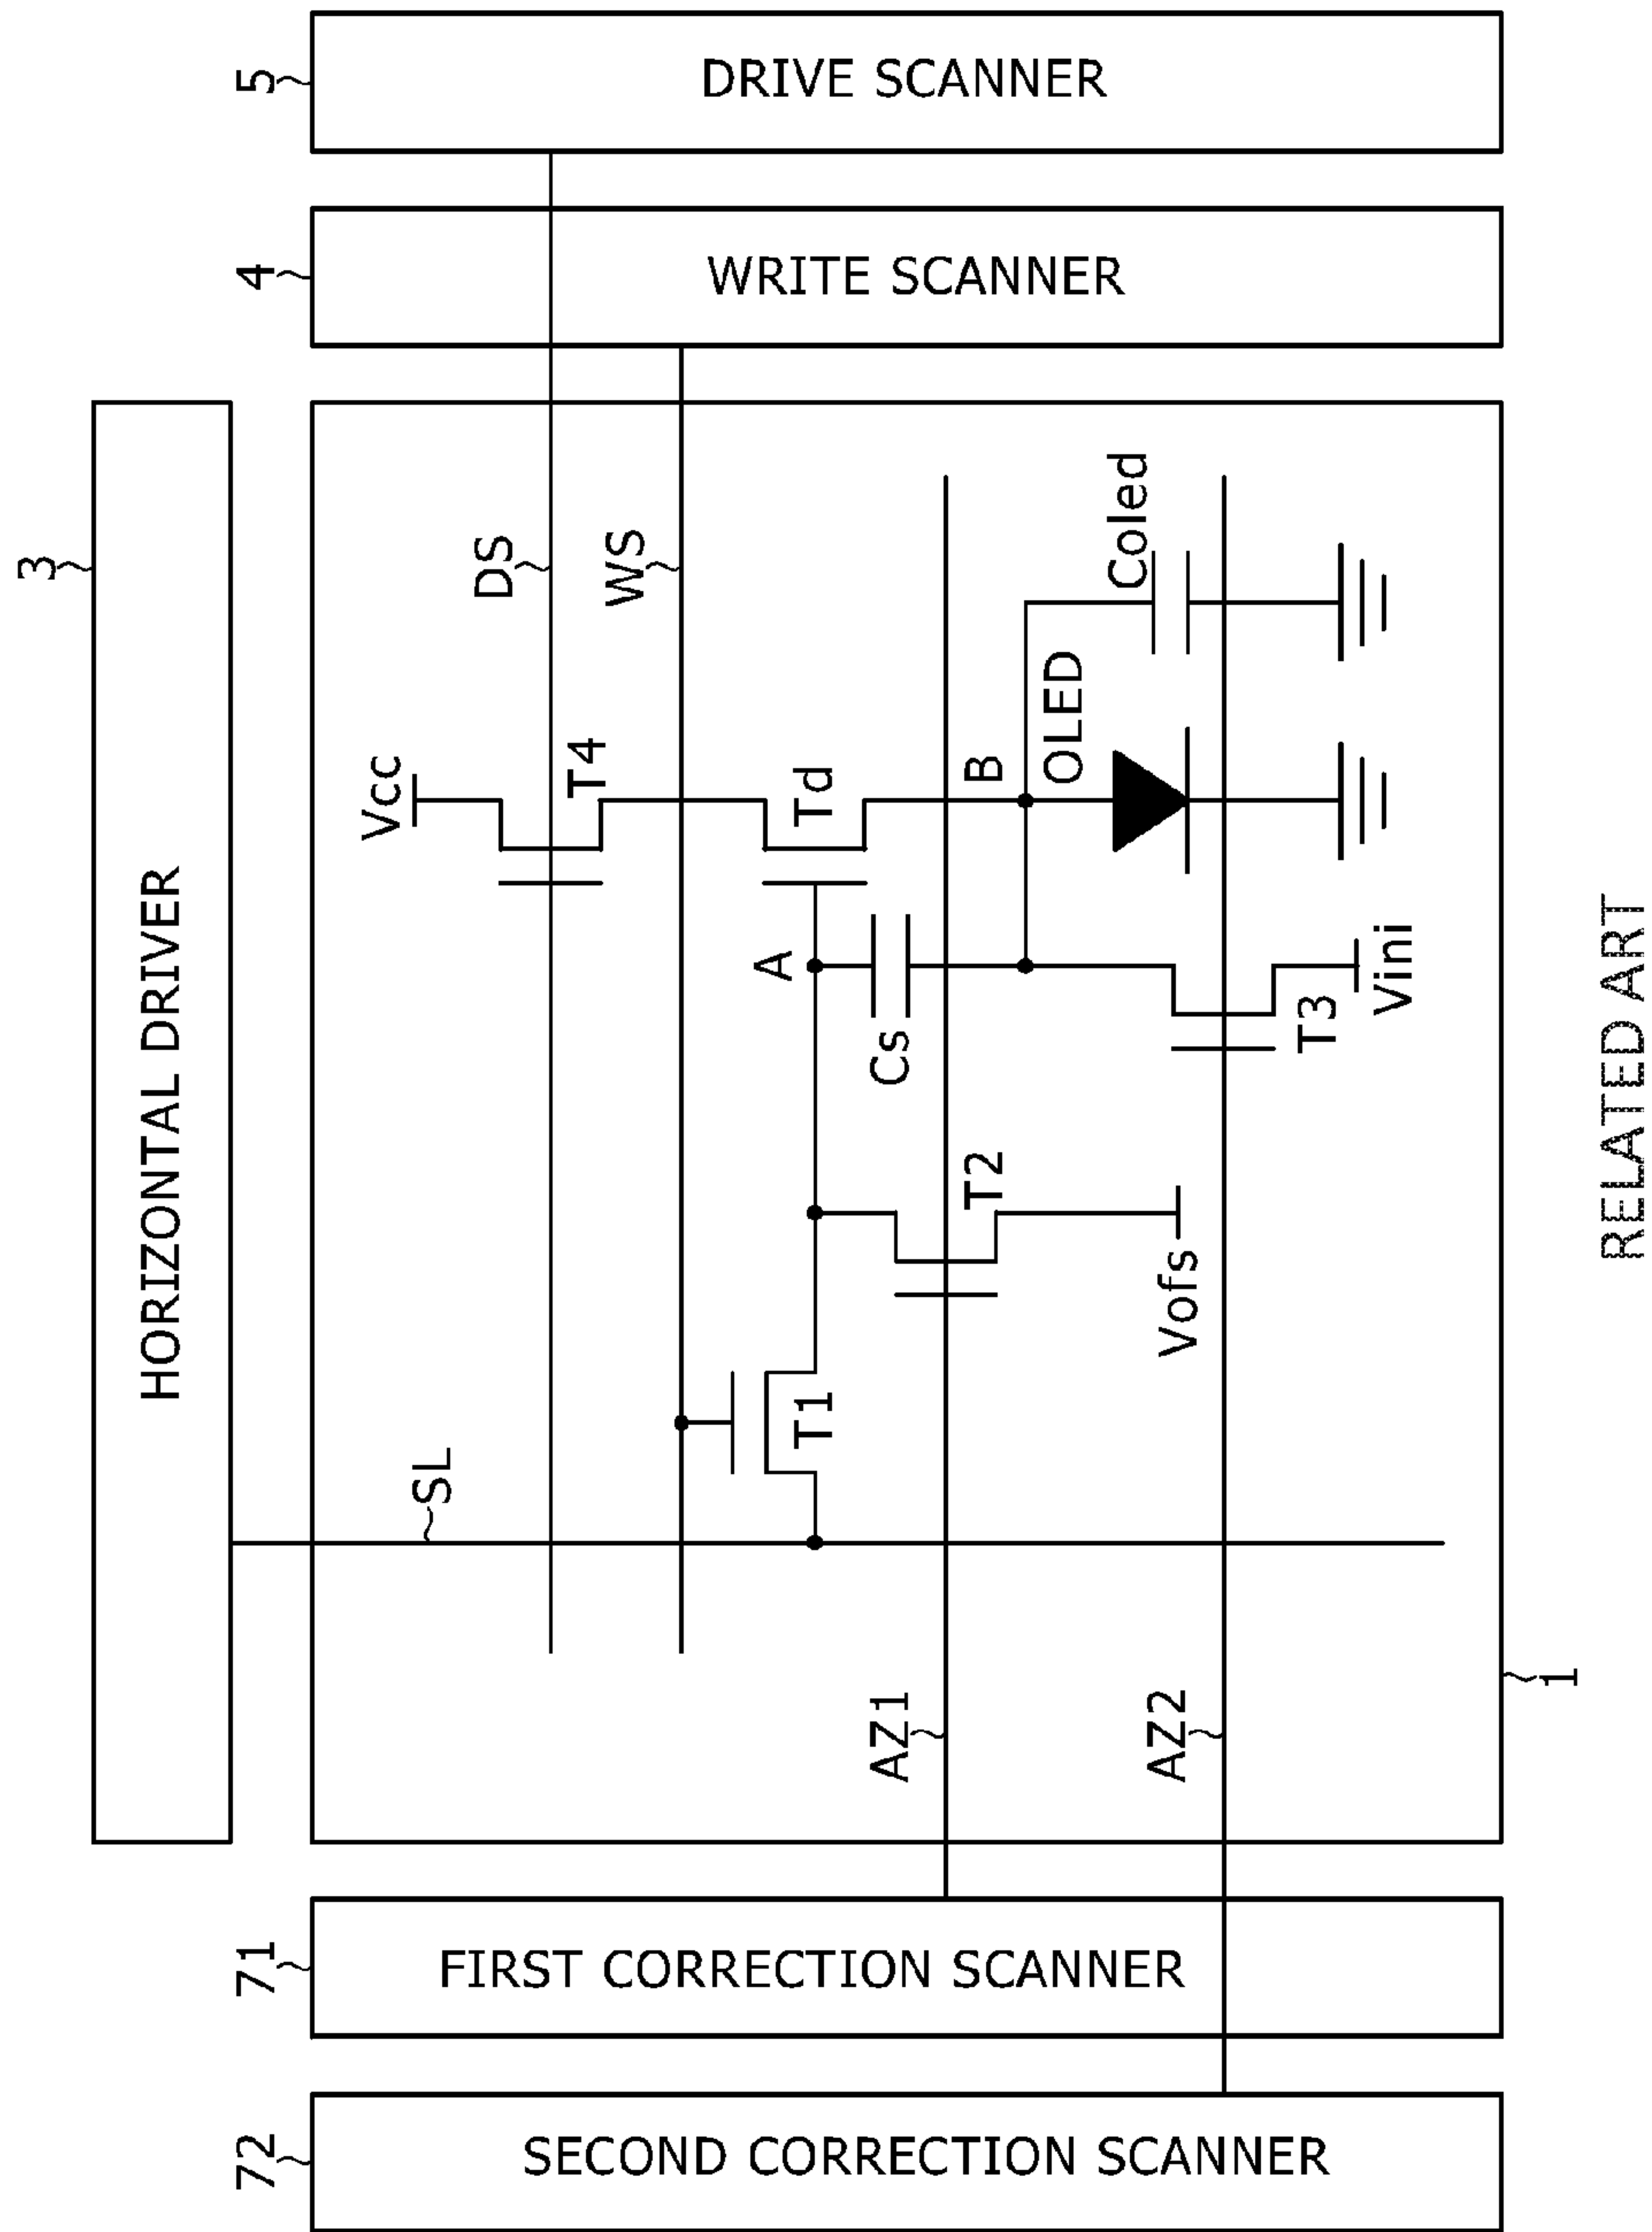 3
HORIZONTAL DRIVER
5
DRIVE SCANNER
4
WRITE SCANNER
72
SECOND CORRECTION SCANNER
71
FIRST CORRECTION SCANNER
SL
Vcc
DS
T4
WS
T1
A
Td
Cs
AZ1
T2
B
OLED
Coled
AZ2
Vofs
T3
Vini
1
RELATED ART